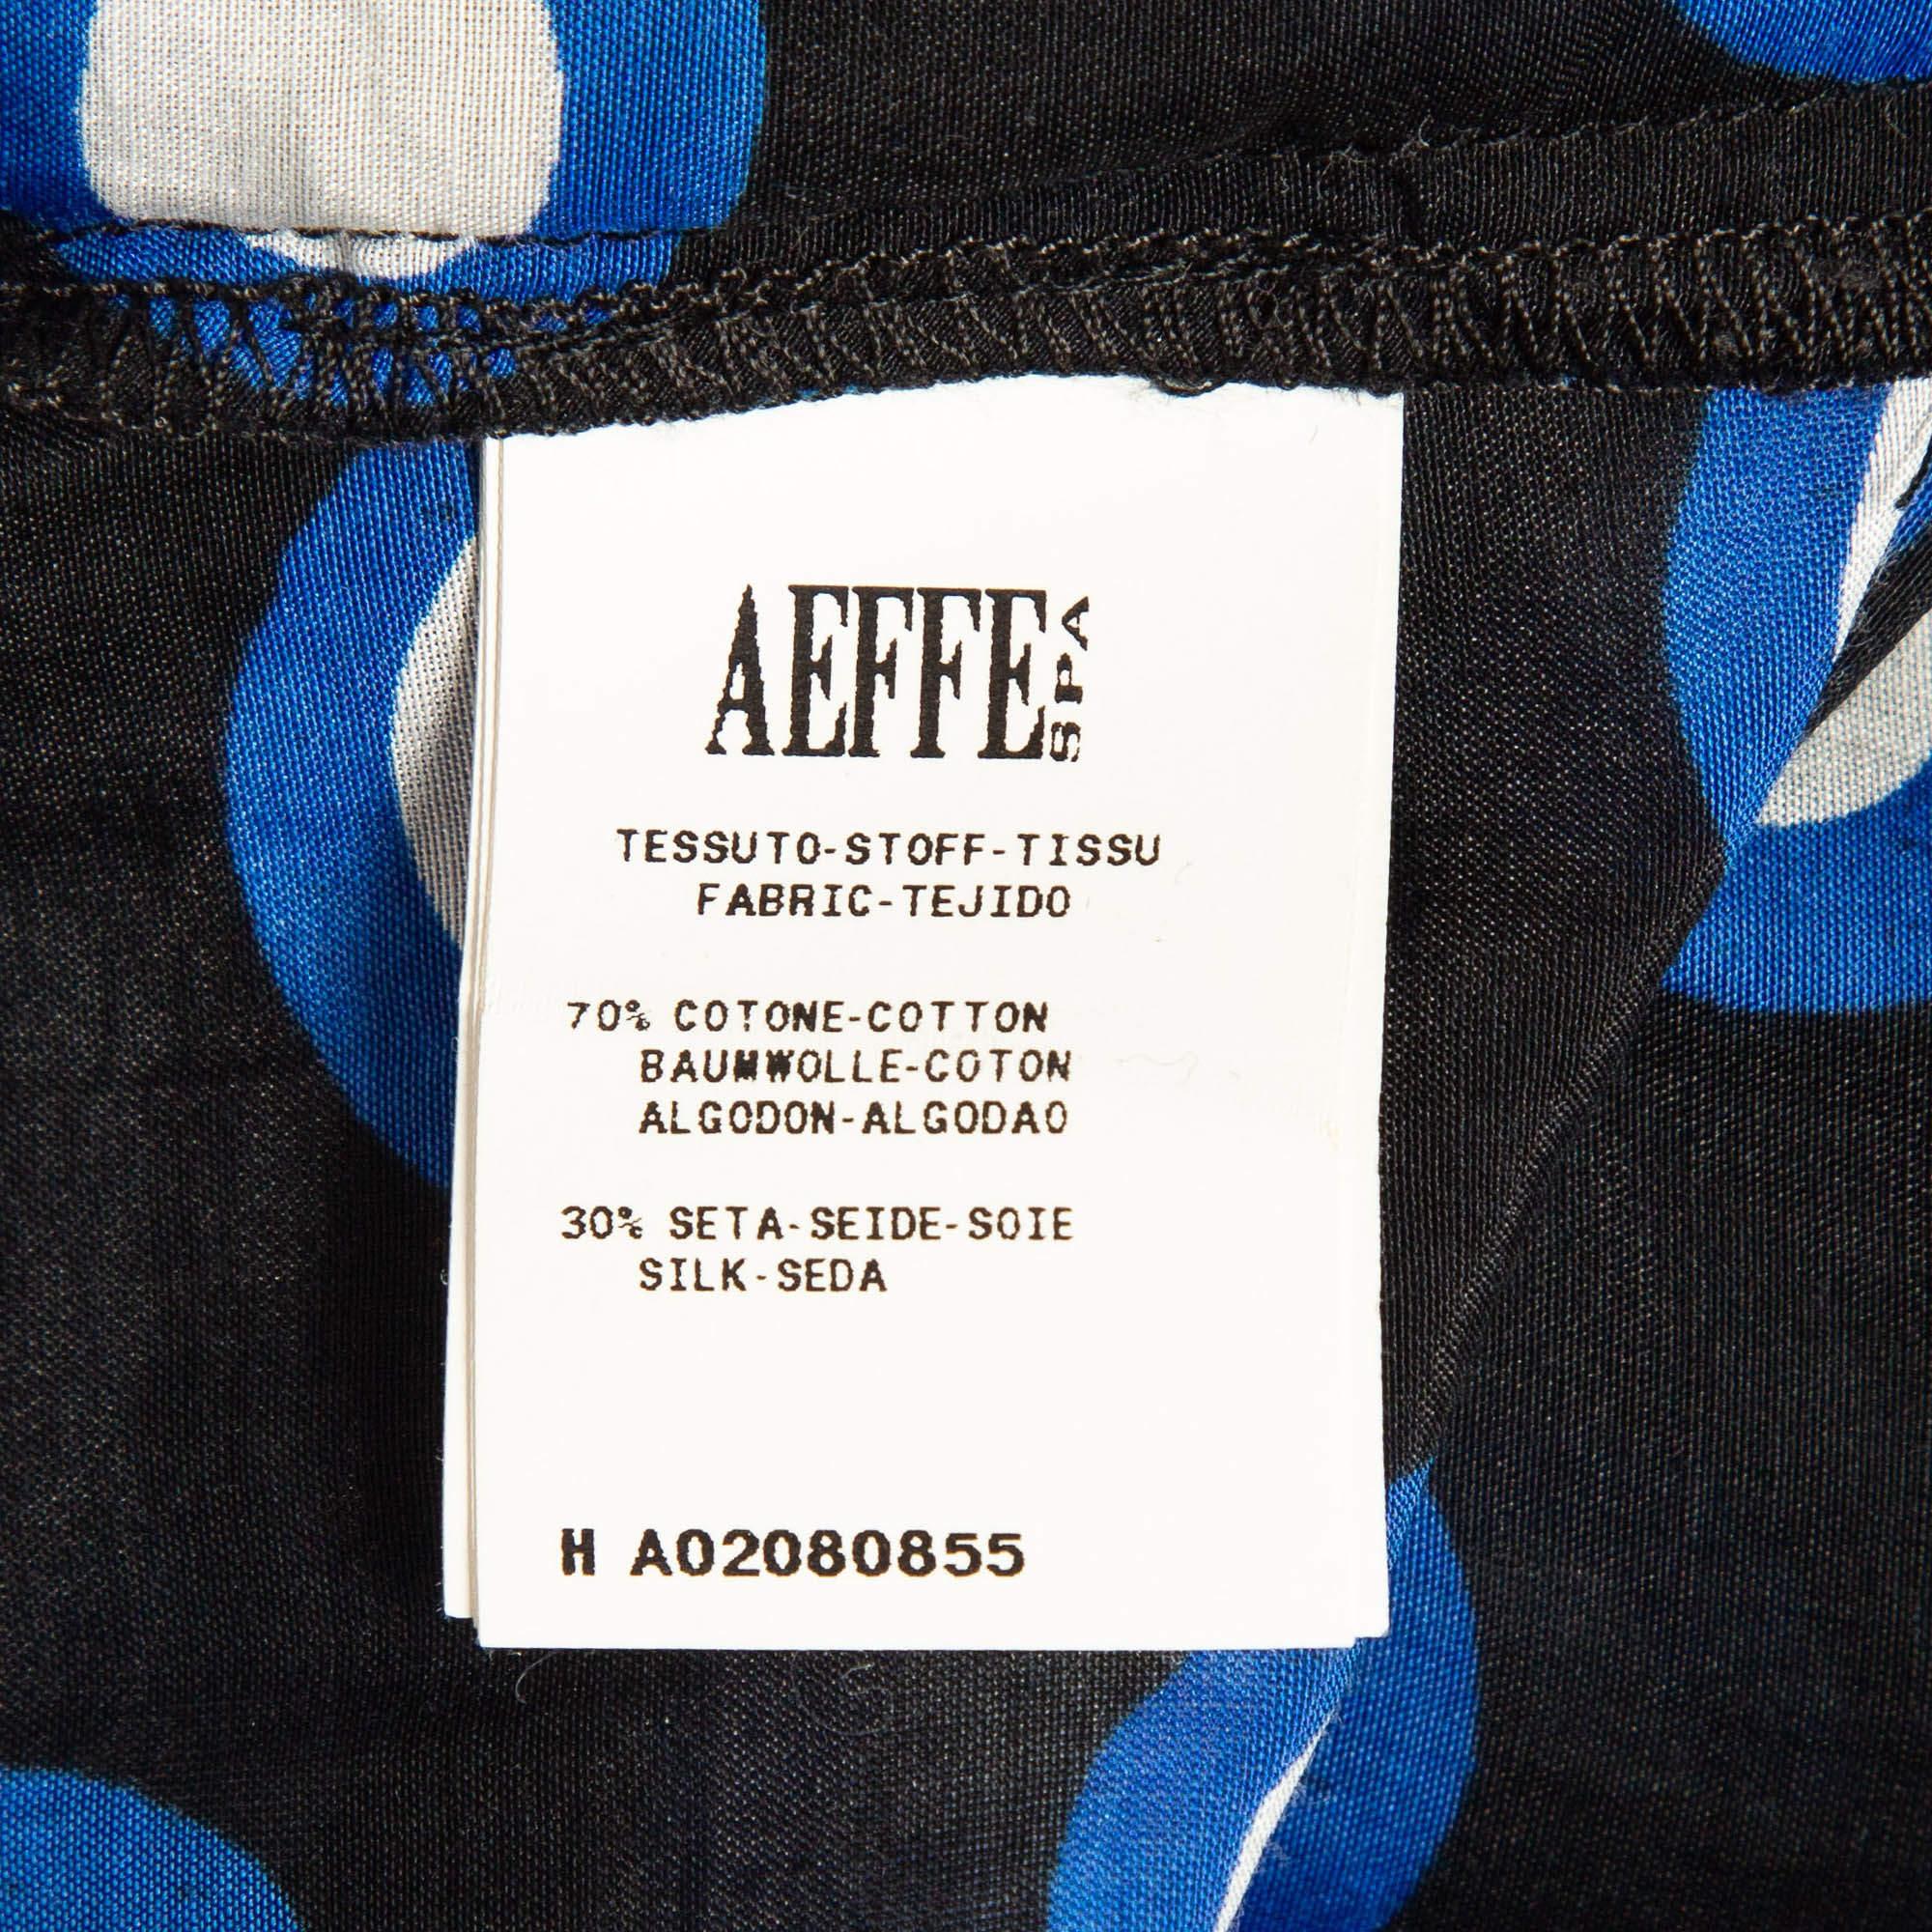 AEFFE SPA
TESSUTO-STOFF-TISSU
FABRIC-TEJIDO
70% COTONE-COTTON
BAUMWOLLE-COTON
ALGODON-ALGODAO
30% SETA-SEIDE-SOIE
SILK-SEDA
H A02080855